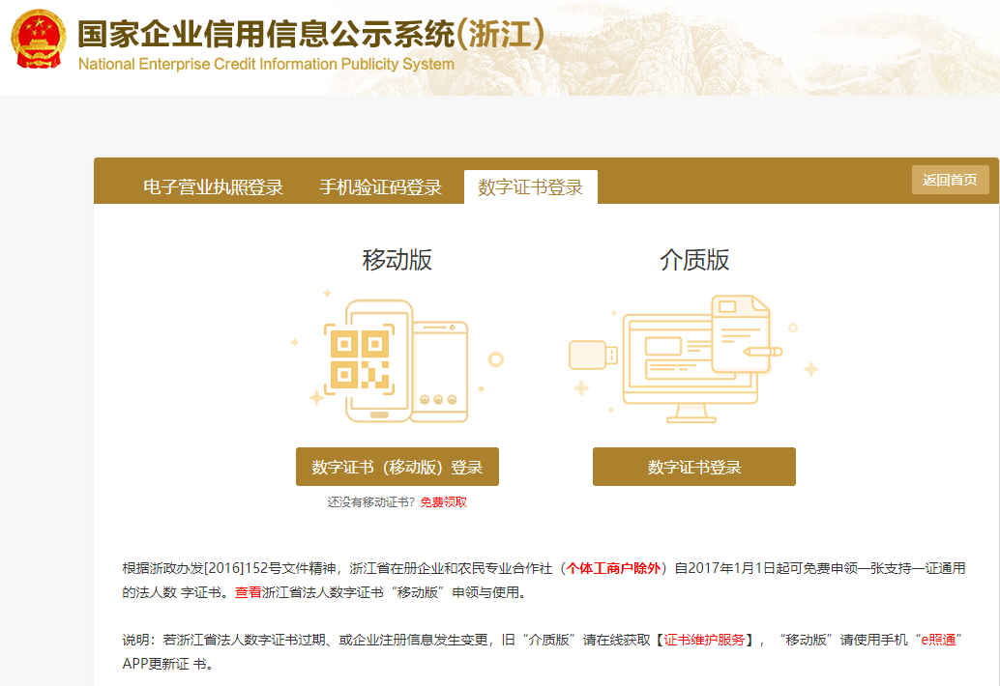 国家企业信用信息公示系统(浙江)
National Enterprise Credit Information Publicity System
电子营业执照登录 手机验证码登录 数字证书登录 返回首页
移动版 介质版
数字证书（移动版）登录 数字证书登录
还没有移动证书？免费领取
根据浙政办发[2016]152号文件精神，浙江省在册企业和农民专业合作社（个体工商户除外）自2017年1月1日起可免费申领一张支持一证通用
的法人数 字证书。查看浙江省法人数字证书“移动版”申领与使用。
说明：若浙江省法人数字证书过期、或企业注册信息发生变更，旧“介质版”请在线获取【证书维护服务】，“移动版”请使用手机“e照通”
APP更新证 书。